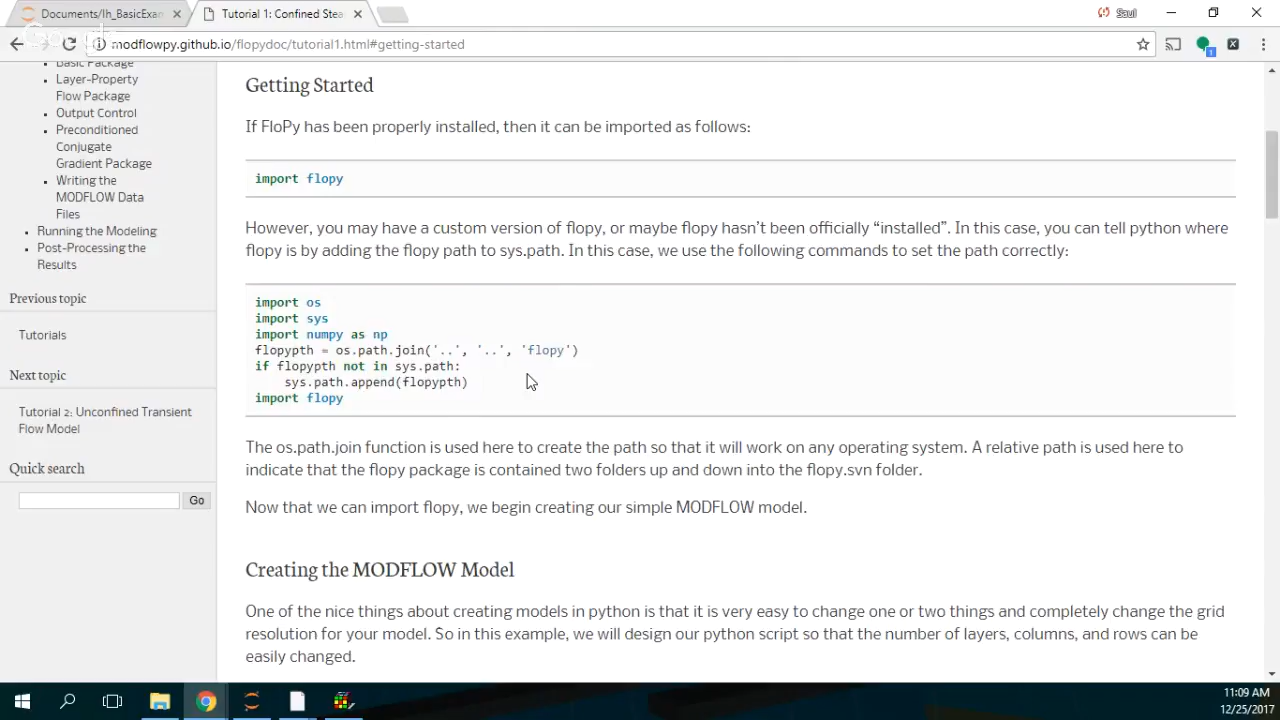 Documents/lh_BasicExan
Tutorial 1: Confined Stea
Saul
modflowpy.github.io/flopydoc/tutorial1.html#getting-started
1
Basic Package
Layer-Property
Flow Package
Output Control
Preconditioned
Conjugate
Gradient Package
Writing the
MODFLOW Data
Files
Running the Modeling
Post-Processing the
Results
Previous topic
Tutorials
Next topic
Tutorial 2: Unconfined Transient
Flow Model
Quick search
Go
Getting Started
If FloPy has been properly installed, then it can be imported as follows:
import flopy
However, you may have a custom version of flopy, or maybe flopy hasn’t been officially “installed”. In this case, you can tell python where
flopy is by adding the flopy path to sys.path. In this case, we use the following commands to set the path correctly:
import os
import sys
import numpy as np
flopypth = os.path.join('..', '..', 'flopy')
if flopypth not in sys.path:
    sys.path.append(flopypth)
import flopy
The os.path.join function is used here to create the path so that it will work on any operating system. A relative path is used here to
indicate that the flopy package is contained two folders up and down into the flopy.svn folder.
Now that we can import flopy, we begin creating our simple MODFLOW model.
Creating the MODFLOW Model
One of the nice things about creating models in python is that it is very easy to change one or two things and completely change the grid
resolution for your model. So in this example, we will design our python script so that the number of layers, columns, and rows can be
easily changed.
11:09 AM
12/25/2017